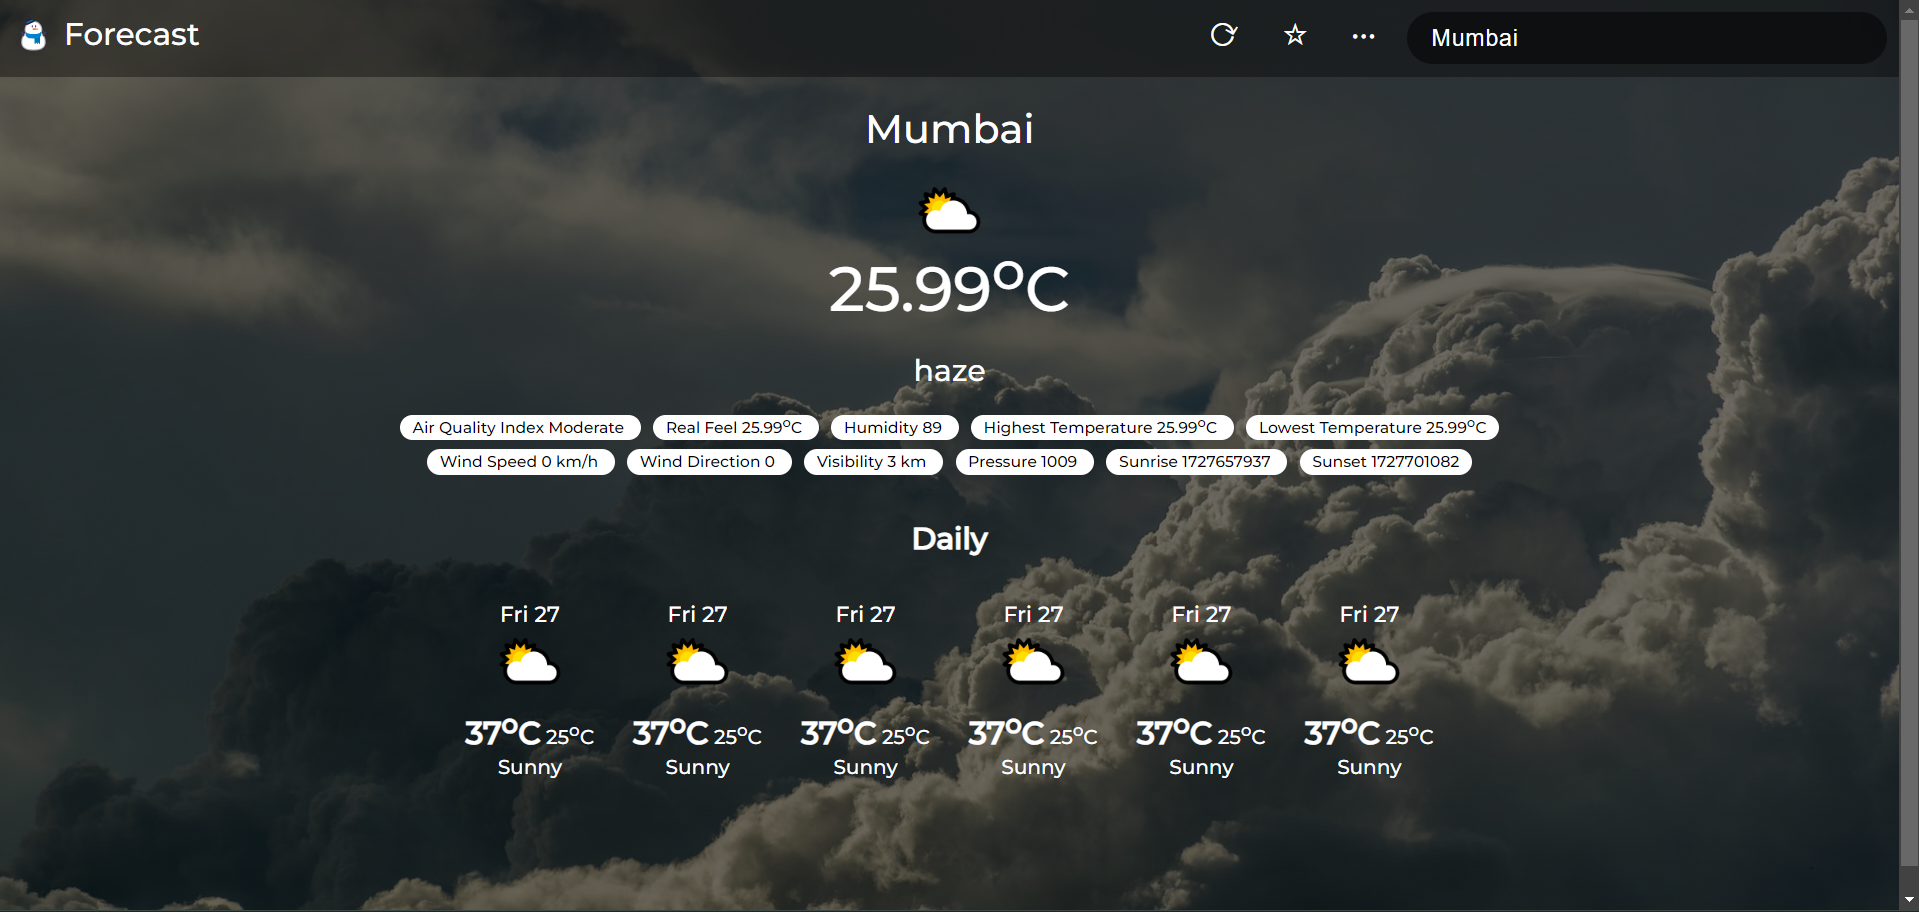 Forecast
Mumbai
Mumbai
25.99°C
haze
Air Quality Index Moderate Real Feel 25.99°C Humidity 89 Highest Temperature 25.99°C Lowest Temperature 25.99°C
Wind Speed 0 km/h Wind Direction 0 Visibility 3 km Pressure 1009 Sunrise 1727657937 Sunset 1727701082
Daily
Fri 27 Fri 27 Fri 27 Fri 27 Fri 27 Fri 27
37°C 25°C 37°C 25°C 37°C 25°C 37°C 25°C 37°C 25°C 37°C 25°C
Sunny Sunny Sunny Sunny Sunny Sunny